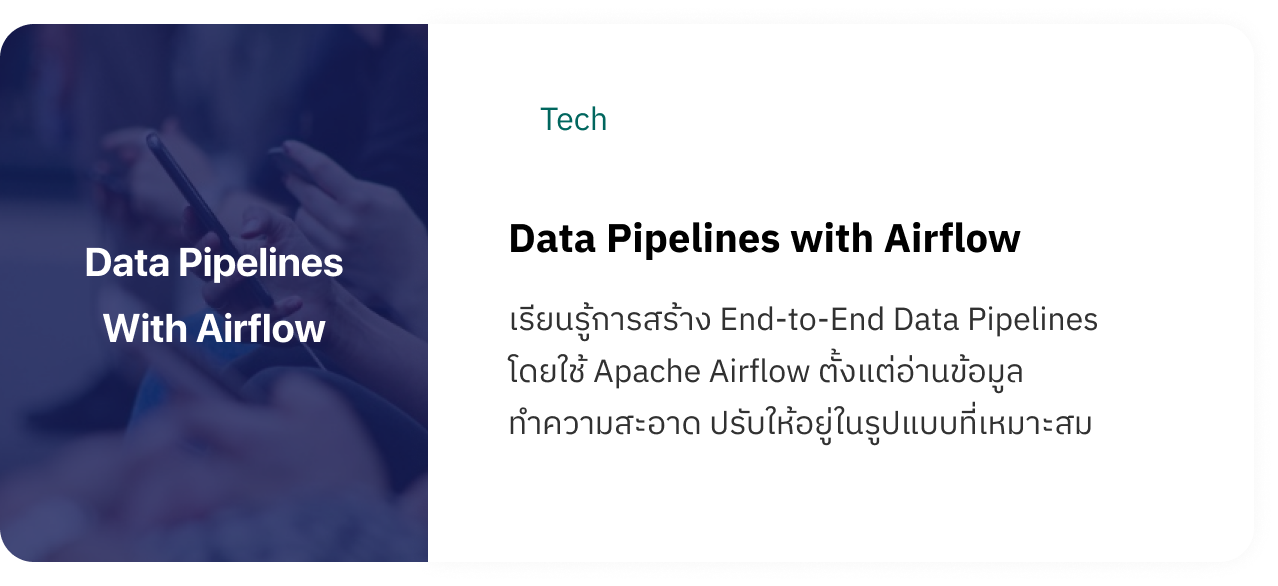 Data Pipelines
With Airflow
Tech
Data Pipelines with Airflow
เรียนรู้การสร้าง End-to-End Data Pipelines
โดยใช้ Apache Airflow ตั้งแต่อ่านข้อมูล
ทำความสะอาด ปรับให้อยู่ในรูปแบบที่เหมาะสม